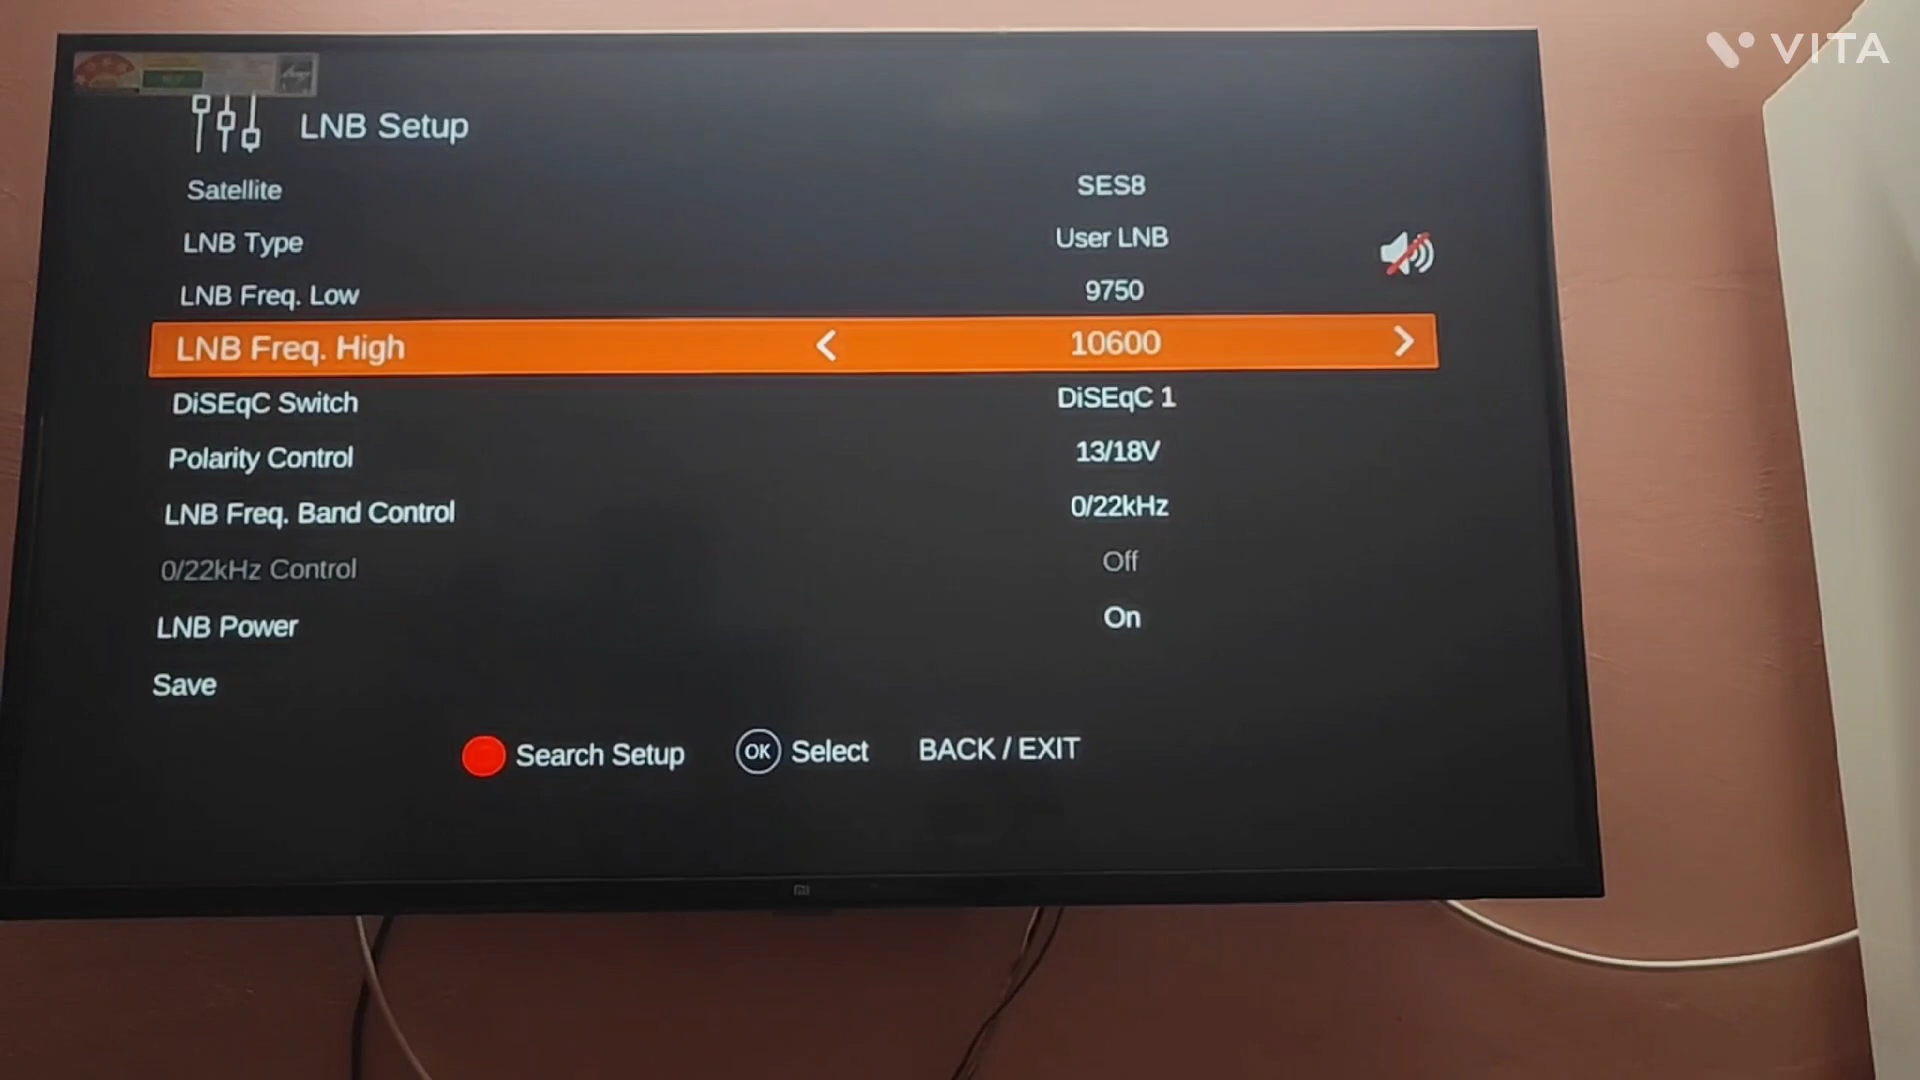 VITA
LNB Setup
Satellite SES8
LNB Type User LNB
LNB Freq. Low 9750
LNB Freq. High 10600
DiSEqC Switch DiSEqC 1
Polarity Control 13/18V
LNB Freq. Band Control 0/22kHz
0/22kHz Control Off
LNB Power On
Save
Search Setup OK Select BACK / EXIT
mi